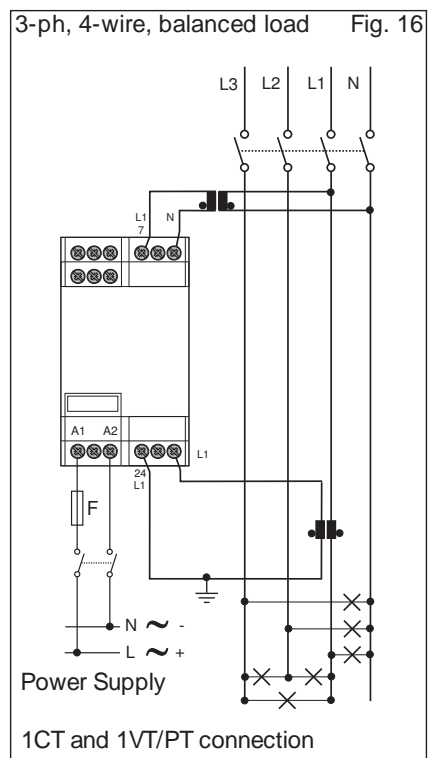 3-ph, 4-wire, balanced load Fig. 16
L3 L2 L1 N
L1 N
7
A1 A2
L1
24
L1
F
N ~ -
L ~ +
Power Supply
1CT and 1VT/PT connection